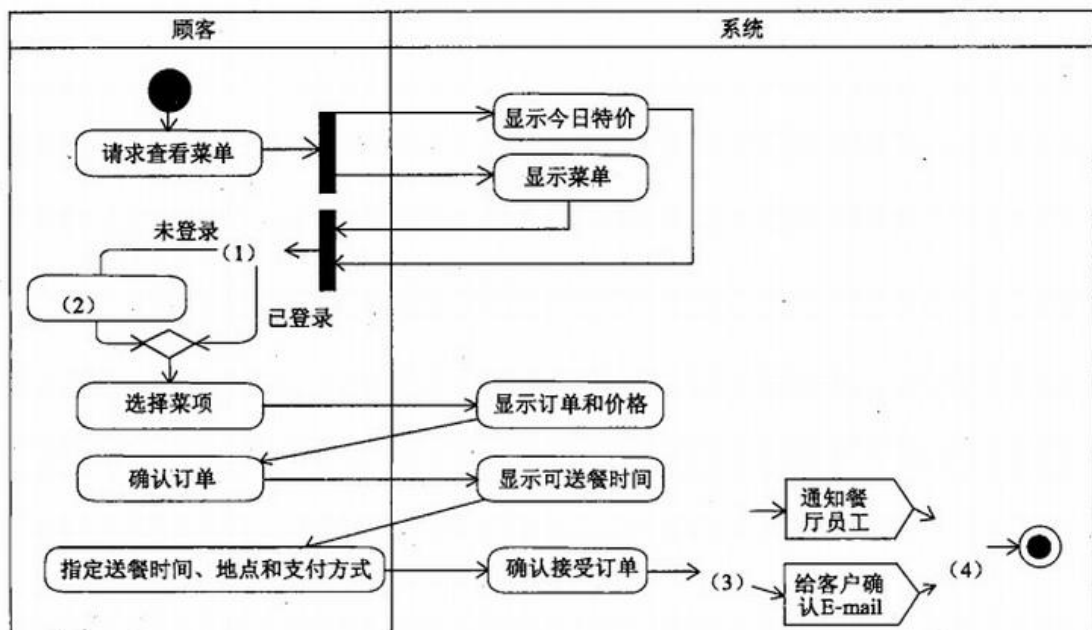 顾客
系统
显示今日特价
请求查看菜单
显示菜单
未登录
（1）
（2）
已登录
选择菜项
显示订单和价格
确认订单
显示可送餐时间
通知餐
厅员工
指定送餐时间、地点和支付方式
确认接受订单
（3）
给客户确
认E-mail
（4）